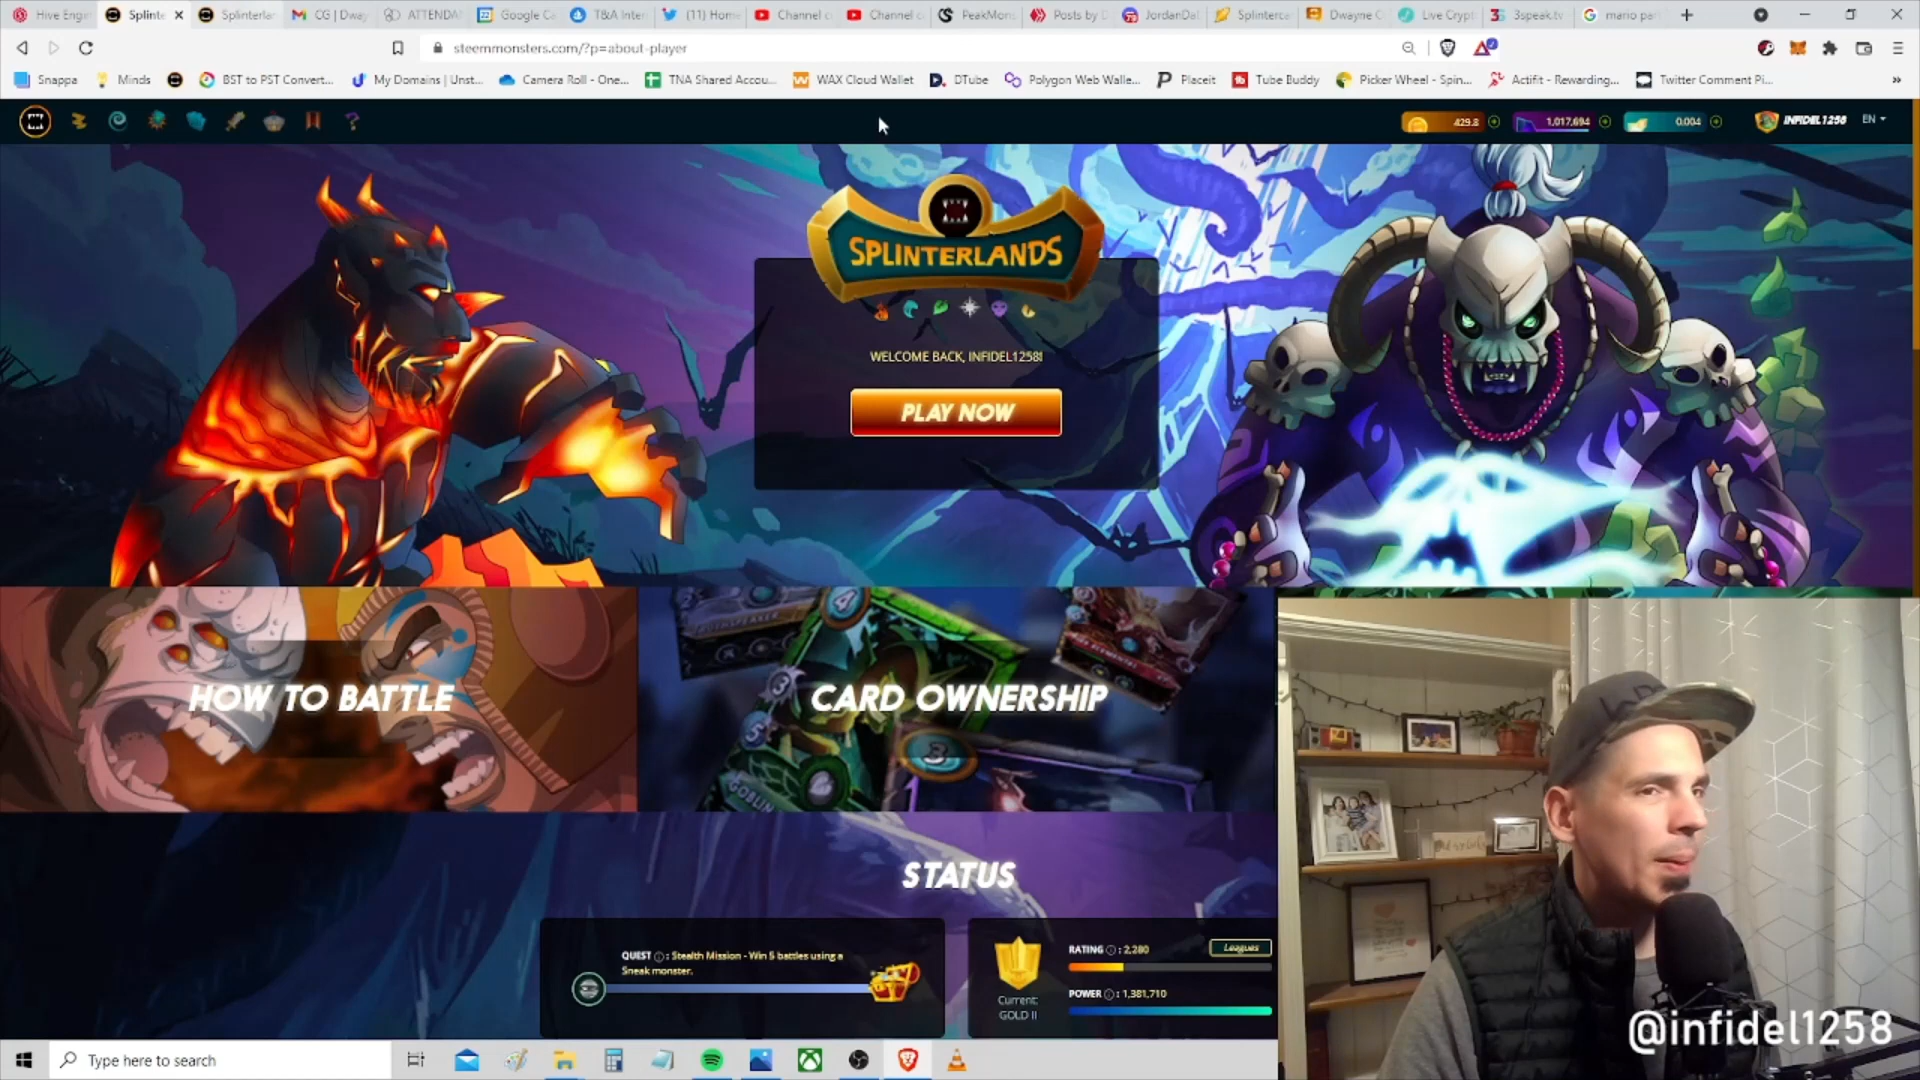 Hive Engi
Splinte
Splinterlar
CG | Dway
ATTENDA
Google Ca
T&A Inter
(11) Home
Channel c
Channel c
PeakMons
Posts by D
JordanDal
Splinterca
Dwayne C
Live Crypt
3speak.tv
mario par
steemmonsters.com/?p=about-player
Snappa
Minds
BST to PST Convert...
My Domains | Unst...
Camera Roll - One...
TNA Shared Accou...
WAX Cloud Wallet
DTube
Polygon Web Walle...
Placeit
Tube Buddy
Picker Wheel - Spin...
Actifit - Rewarding...
Twitter Comment Pi...
429.8
1,017,694
0.004
INFIDEL1258
EN
SPLINTERLANDS
WELCOME BACK, INFIDEL1258!
PLAY NOW
HOW TO BATTLE
CARD OWNERSHIP
GOBLIN
STATUS
QUEST : Stealth Mission - Win 5 battles using a
Sneak monster.
Current:
GOLD II
RATING : 2,280
Leagues
POWER : 1,381,710
@infidel1258
Type here to search